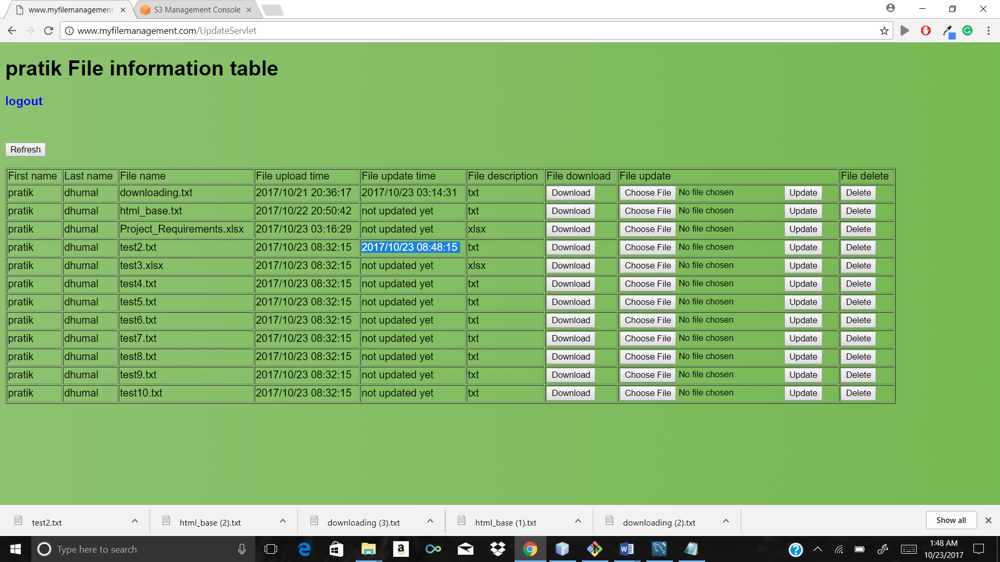 www.myfilemanagement
S3 Management Console
www.myfilemanagement.com/UpdateServlet
pratik File information table
logout
Refresh
First name Last name File name File upload time File update time File description File download File update File delete
pratik dhumal downloading.txt 2017/10/21 20:36:17 2017/10/23 03:14:31 txt Download Choose File No file chosen Update Delete
pratik dhumal html_base.txt 2017/10/22 20:50:42 not updated yet txt Download Choose File No file chosen Update Delete
pratik dhumal Project_Requirements.xlsx 2017/10/23 03:16:29 not updated yet xlsx Download Choose File No file chosen Update Delete
pratik dhumal test2.txt 2017/10/23 08:32:15 2017/10/23 08:48:15 txt Download Choose File No file chosen Update Delete
pratik dhumal test3.xlsx 2017/10/23 08:32:15 not updated yet xlsx Download Choose File No file chosen Update Delete
pratik dhumal test4.txt 2017/10/23 08:32:15 not updated yet txt Download Choose File No file chosen Update Delete
pratik dhumal test5.txt 2017/10/23 08:32:15 not updated yet txt Download Choose File No file chosen Update Delete
pratik dhumal test6.txt 2017/10/23 08:32:15 not updated yet txt Download Choose File No file chosen Update Delete
pratik dhumal test7.txt 2017/10/23 08:32:15 not updated yet txt Download Choose File No file chosen Update Delete
pratik dhumal test8.txt 2017/10/23 08:32:15 not updated yet txt Download Choose File No file chosen Update Delete
pratik dhumal test9.txt 2017/10/23 08:32:15 not updated yet txt Download Choose File No file chosen Update Delete
pratik dhumal test10.txt 2017/10/23 08:32:15 not updated yet txt Download Choose File No file chosen Update Delete
test2.txt html_base (2).txt downloading (3).txt html_base (1).txt downloading (2).txt Show all
Type here to search
1:48 AM
10/23/2017